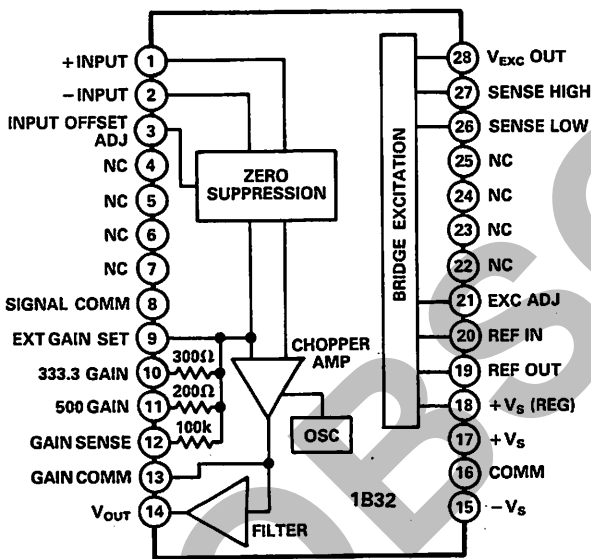 + INPUT 1
- INPUT 2
INPUT OFFSET
ADJ 3
NC 4
NC 5
NC 6
NC 7
SIGNAL COMM 8
EXT GAIN SET 9
333.3 GAIN 10
500 GAIN 11
GAIN SENSE 12
GAIN COMM 13
VOUT 14
300Ω
200Ω
100k
ZERO
SUPPRESSION
CHOPPER
AMP
OSC
FILTER
1B32
BRIDGE EXCITATION
28 VEXC OUT
27 SENSE HIGH
26 SENSE LOW
25 NC
24 NC
23 NC
22 NC
21 EXC ADJ
20 REF IN
19 REF OUT
18 +VS (REG)
17 +VS
16 COMM
15 -VS